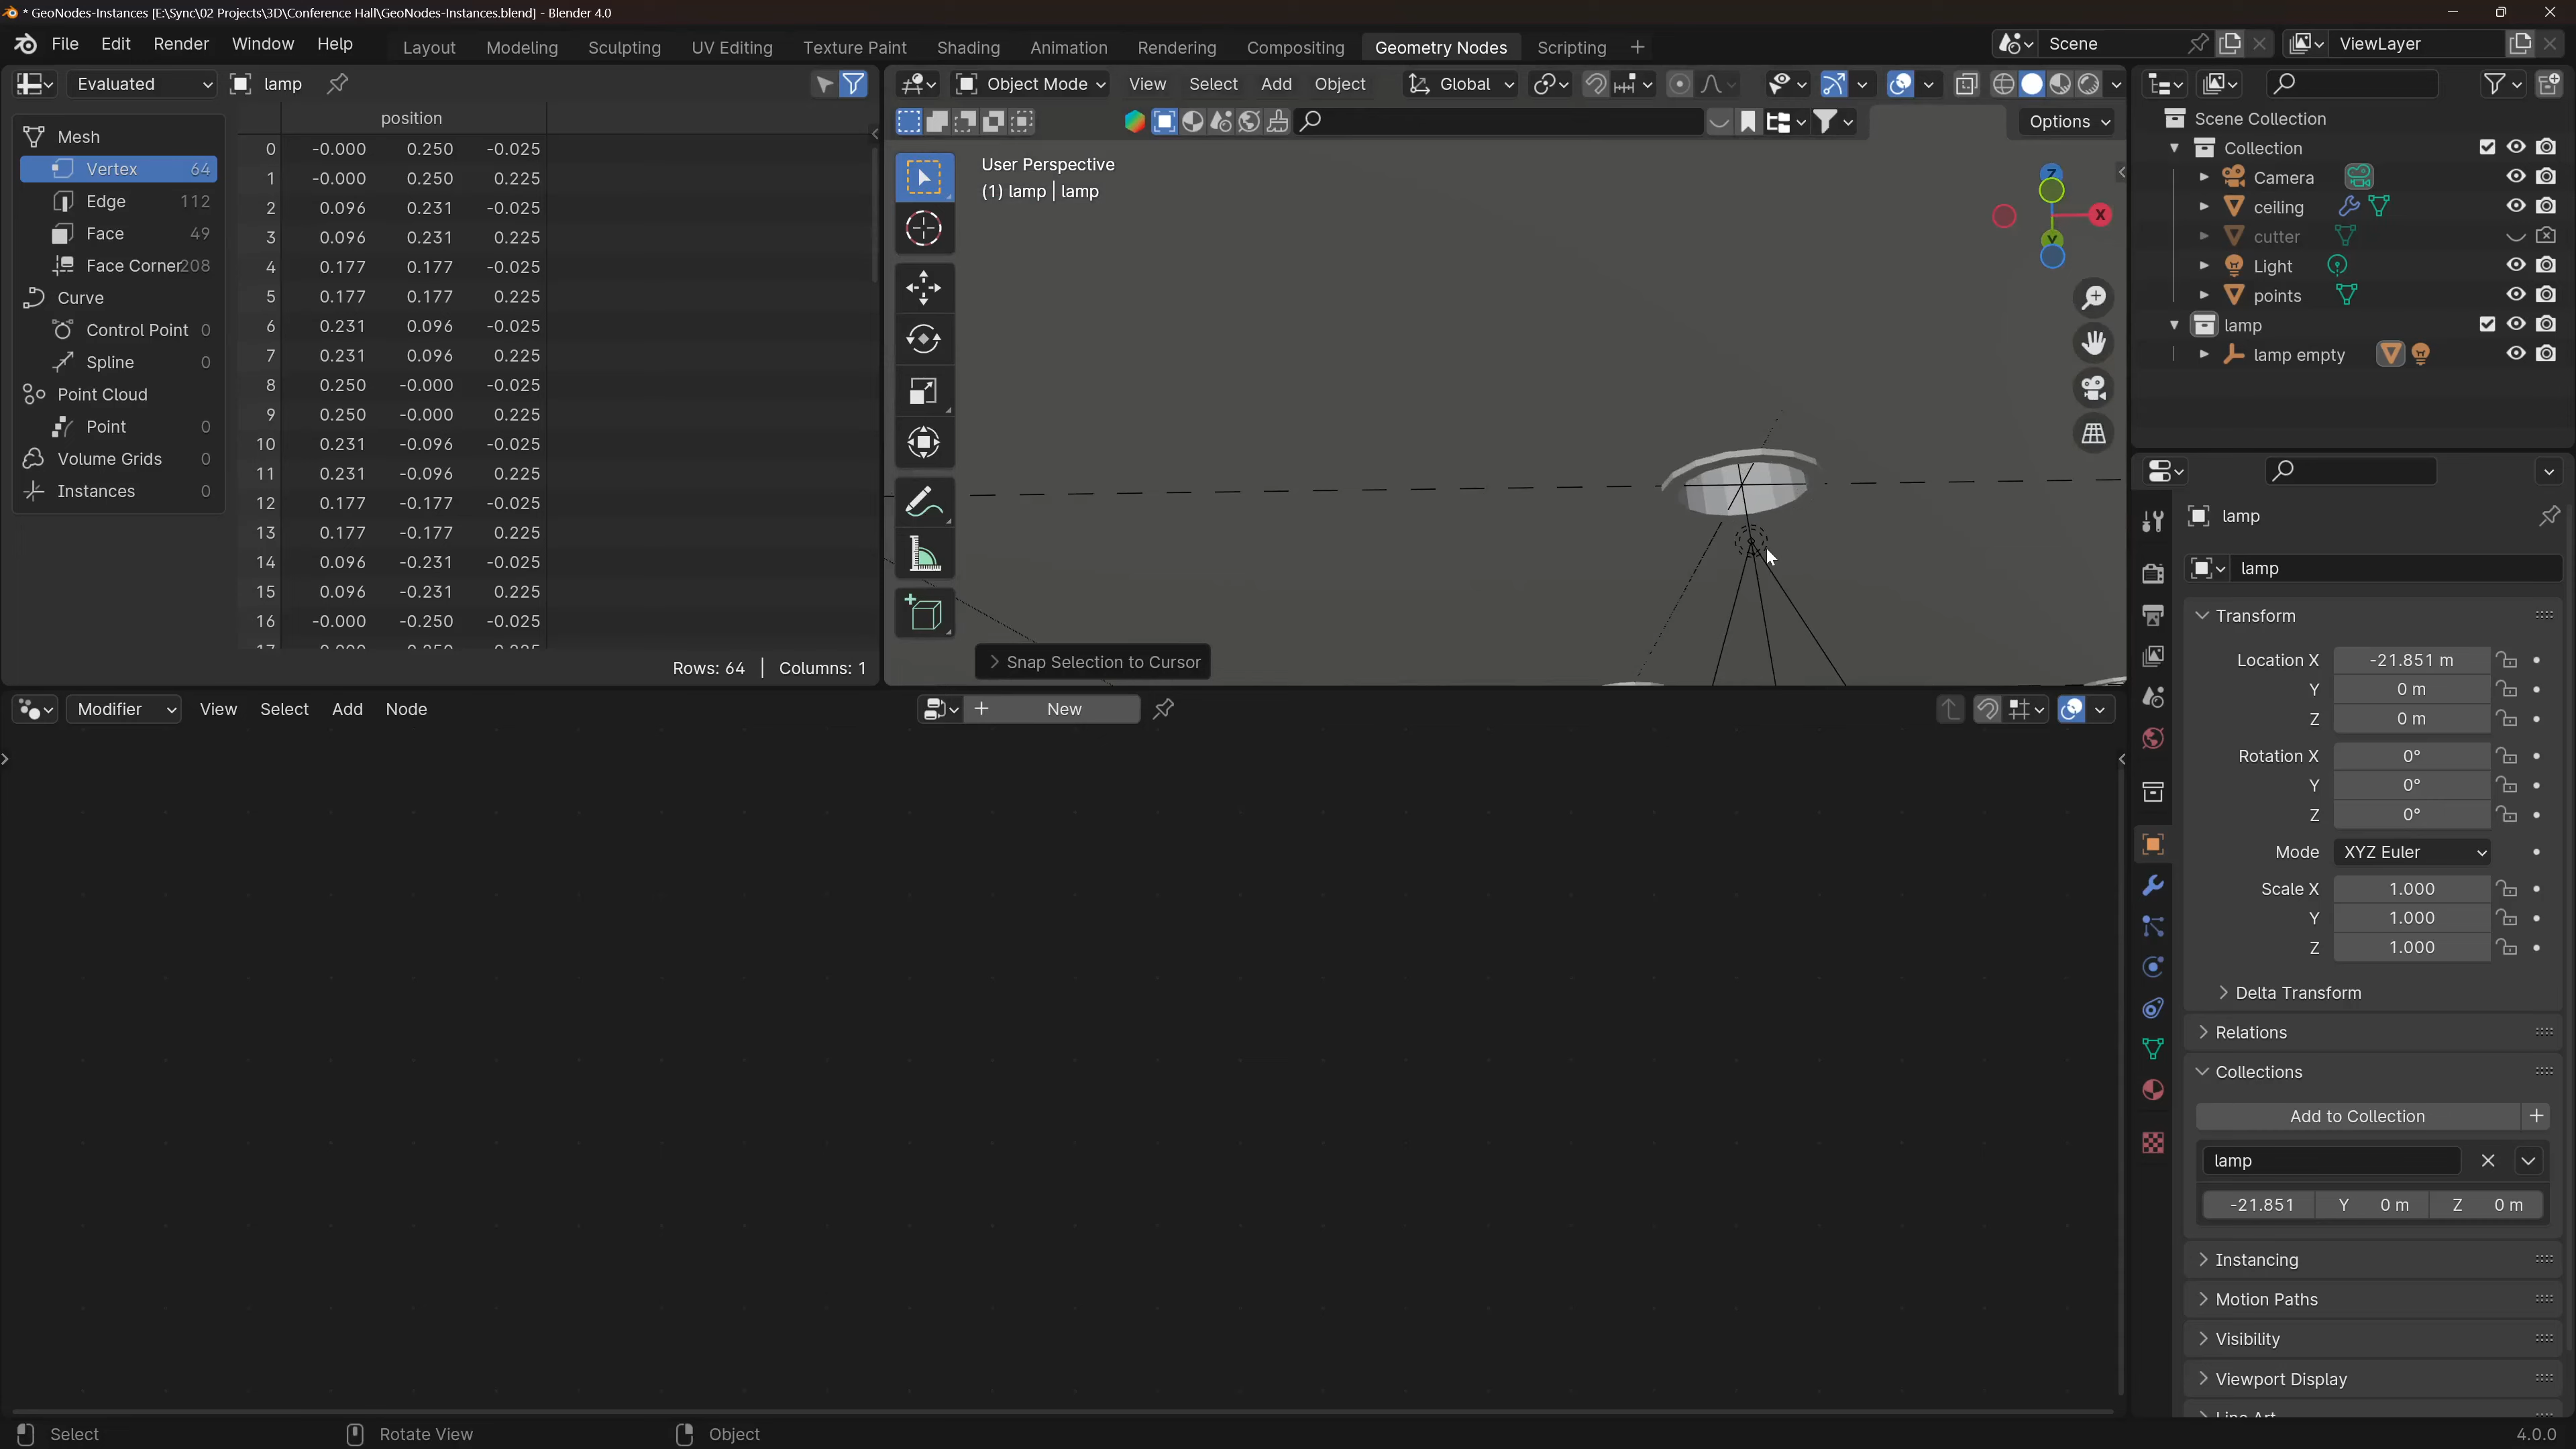 * GeoNodes-Instances [E:\Sync\02 Projects\3D\Conference Hall\GeoNodes-Instances.blend] - Blender 4.0
File Edit Render Window Help
Layout Modeling Sculpting UV Editing Texture Paint Shading Animation Rendering Compositing Geometry Nodes Scripting +
Scene
ViewLayer
Evaluated
lamp
Mesh
Vertex 64
Edge 112
Face 49
Face Corner 208
Curve
Control Point 0
Spline 0
Point Cloud
Point 0
Volume Grids 0
Instances 0
position
0 -0.000 0.250 -0.025
1 -0.000 0.250 0.225
2 0.096 0.231 -0.025
3 0.096 0.231 0.225
4 0.177 0.177 -0.025
5 0.177 0.177 0.225
6 0.231 0.096 -0.025
7 0.231 0.096 0.225
8 0.250 -0.000 -0.025
9 0.250 -0.000 0.225
10 0.231 -0.096 -0.025
11 0.231 -0.096 0.225
12 0.177 -0.177 -0.025
13 0.177 -0.177 0.225
14 0.096 -0.231 -0.025
15 0.096 -0.231 0.225
16 -0.000 -0.250 -0.025
Rows: 64 | Columns: 1
Object Mode View Select Add Object Global
Options
User Perspective
(1) lamp | lamp
Z
X
Y
Snap Selection to Cursor
Modifier View Select Add Node
+ New
Scene Collection
Collection
Camera
ceiling
cutter
Light
points
lamp
lamp empty
lamp
lamp
Transform
Location X -21.851 m
Y 0 m
Z 0 m
Rotation X 0°
Y 0°
Z 0°
Mode XYZ Euler
Scale X 1.000
Y 1.000
Z 1.000
Delta Transform
Relations
Collections
Add to Collection +
lamp
-21.851 Y 0 m Z 0 m
Instancing
Motion Paths
Visibility
Viewport Display
Select
Rotate View
Object
4.0.0